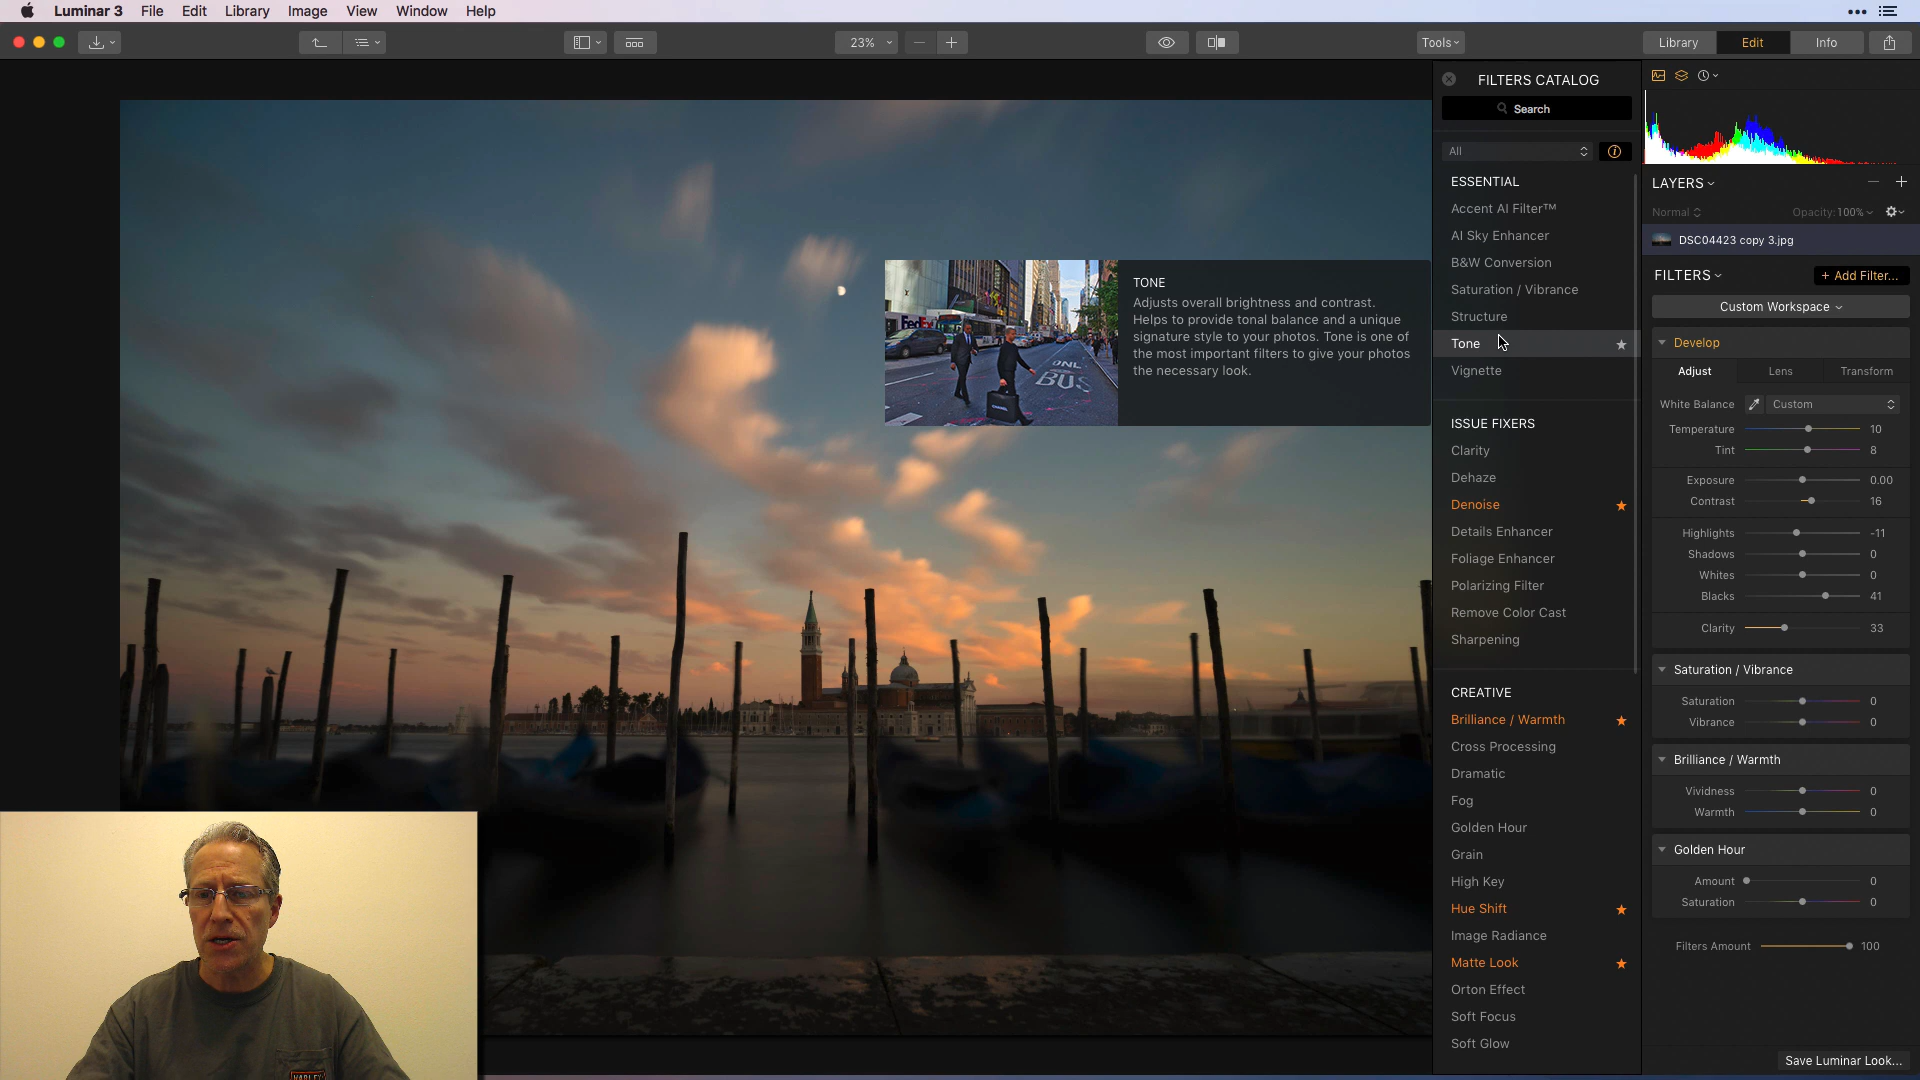 Luminar 3 File Edit Library Image View Window Help
23% Tools Library Edit Info
FILTERS CATALOG
Search
All
ESSENTIAL
Accent AI Filter™
AI Sky Enhancer
B&W Conversion
Saturation / Vibrance
Structure
Tone
Vignette
ISSUE FIXERS
Clarity
Dehaze
Denoise
Details Enhancer
Foliage Enhancer
Polarizing Filter
Remove Color Cast
Sharpening
CREATIVE
Brilliance / Warmth
Cross Processing
Dramatic
Fog
Golden Hour
Grain
High Key
Hue Shift
Image Radiance
Matte Look
Orton Effect
Soft Focus
Soft Glow
TONE
Adjusts overall brightness and contrast.
Helps to provide tonal balance and a unique
signature style to your photos. Tone is one of
the most important filters to give your photos
the necessary look.
FedEx
ONL
BUS
CHANEL
LAYERS
Normal Opacity: 100%
DSC04423 copy 3.jpg
FILTERS + Add Filter...
Custom Workspace
Develop
Adjust Lens Transform
White Balance Custom
Temperature 10
Tint 8
Exposure 0.00
Contrast 16
Highlights -11
Shadows 0
Whites 0
Blacks 41
Clarity 33
Saturation / Vibrance
Saturation 0
Vibrance 0
Brilliance / Warmth
Vividness 0
Warmth 0
Golden Hour
Amount 0
Saturation 0
Filters Amount 100
Save Luminar Look...
HARLEY